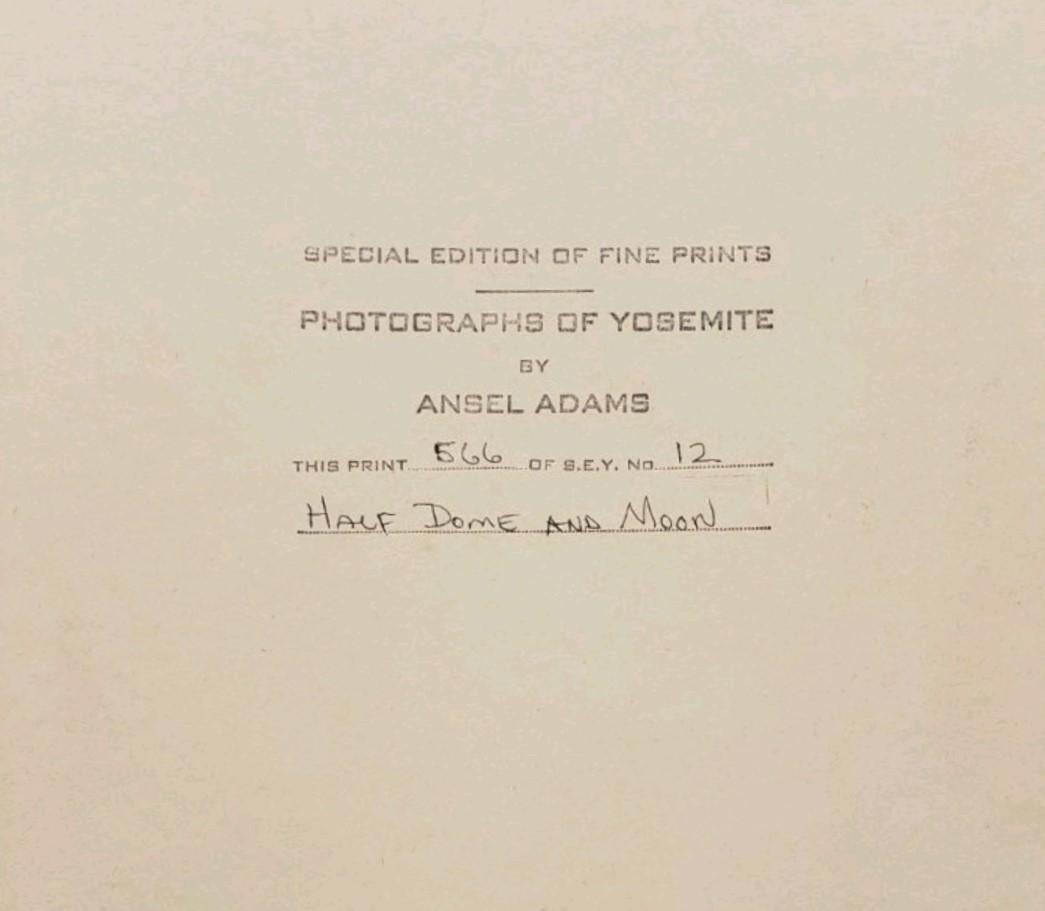 SPECIAL EDITION OF FINE PRINTS
PHOTOGRAPHS OF YOSEMITE
BY
ANSEL ADAMS
THIS PRINT 566 OF S.E.Y. No. 12
HALF DOME AND MOON